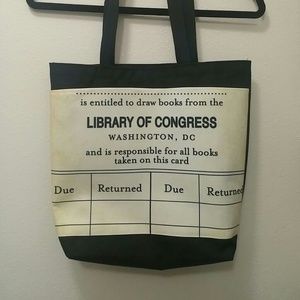 is entitled to draw books from the
LIBRARY OF CONGRESS
WASHINGTON, DC
and is responsible for all books
taken on this card
Due Returned Due Returned